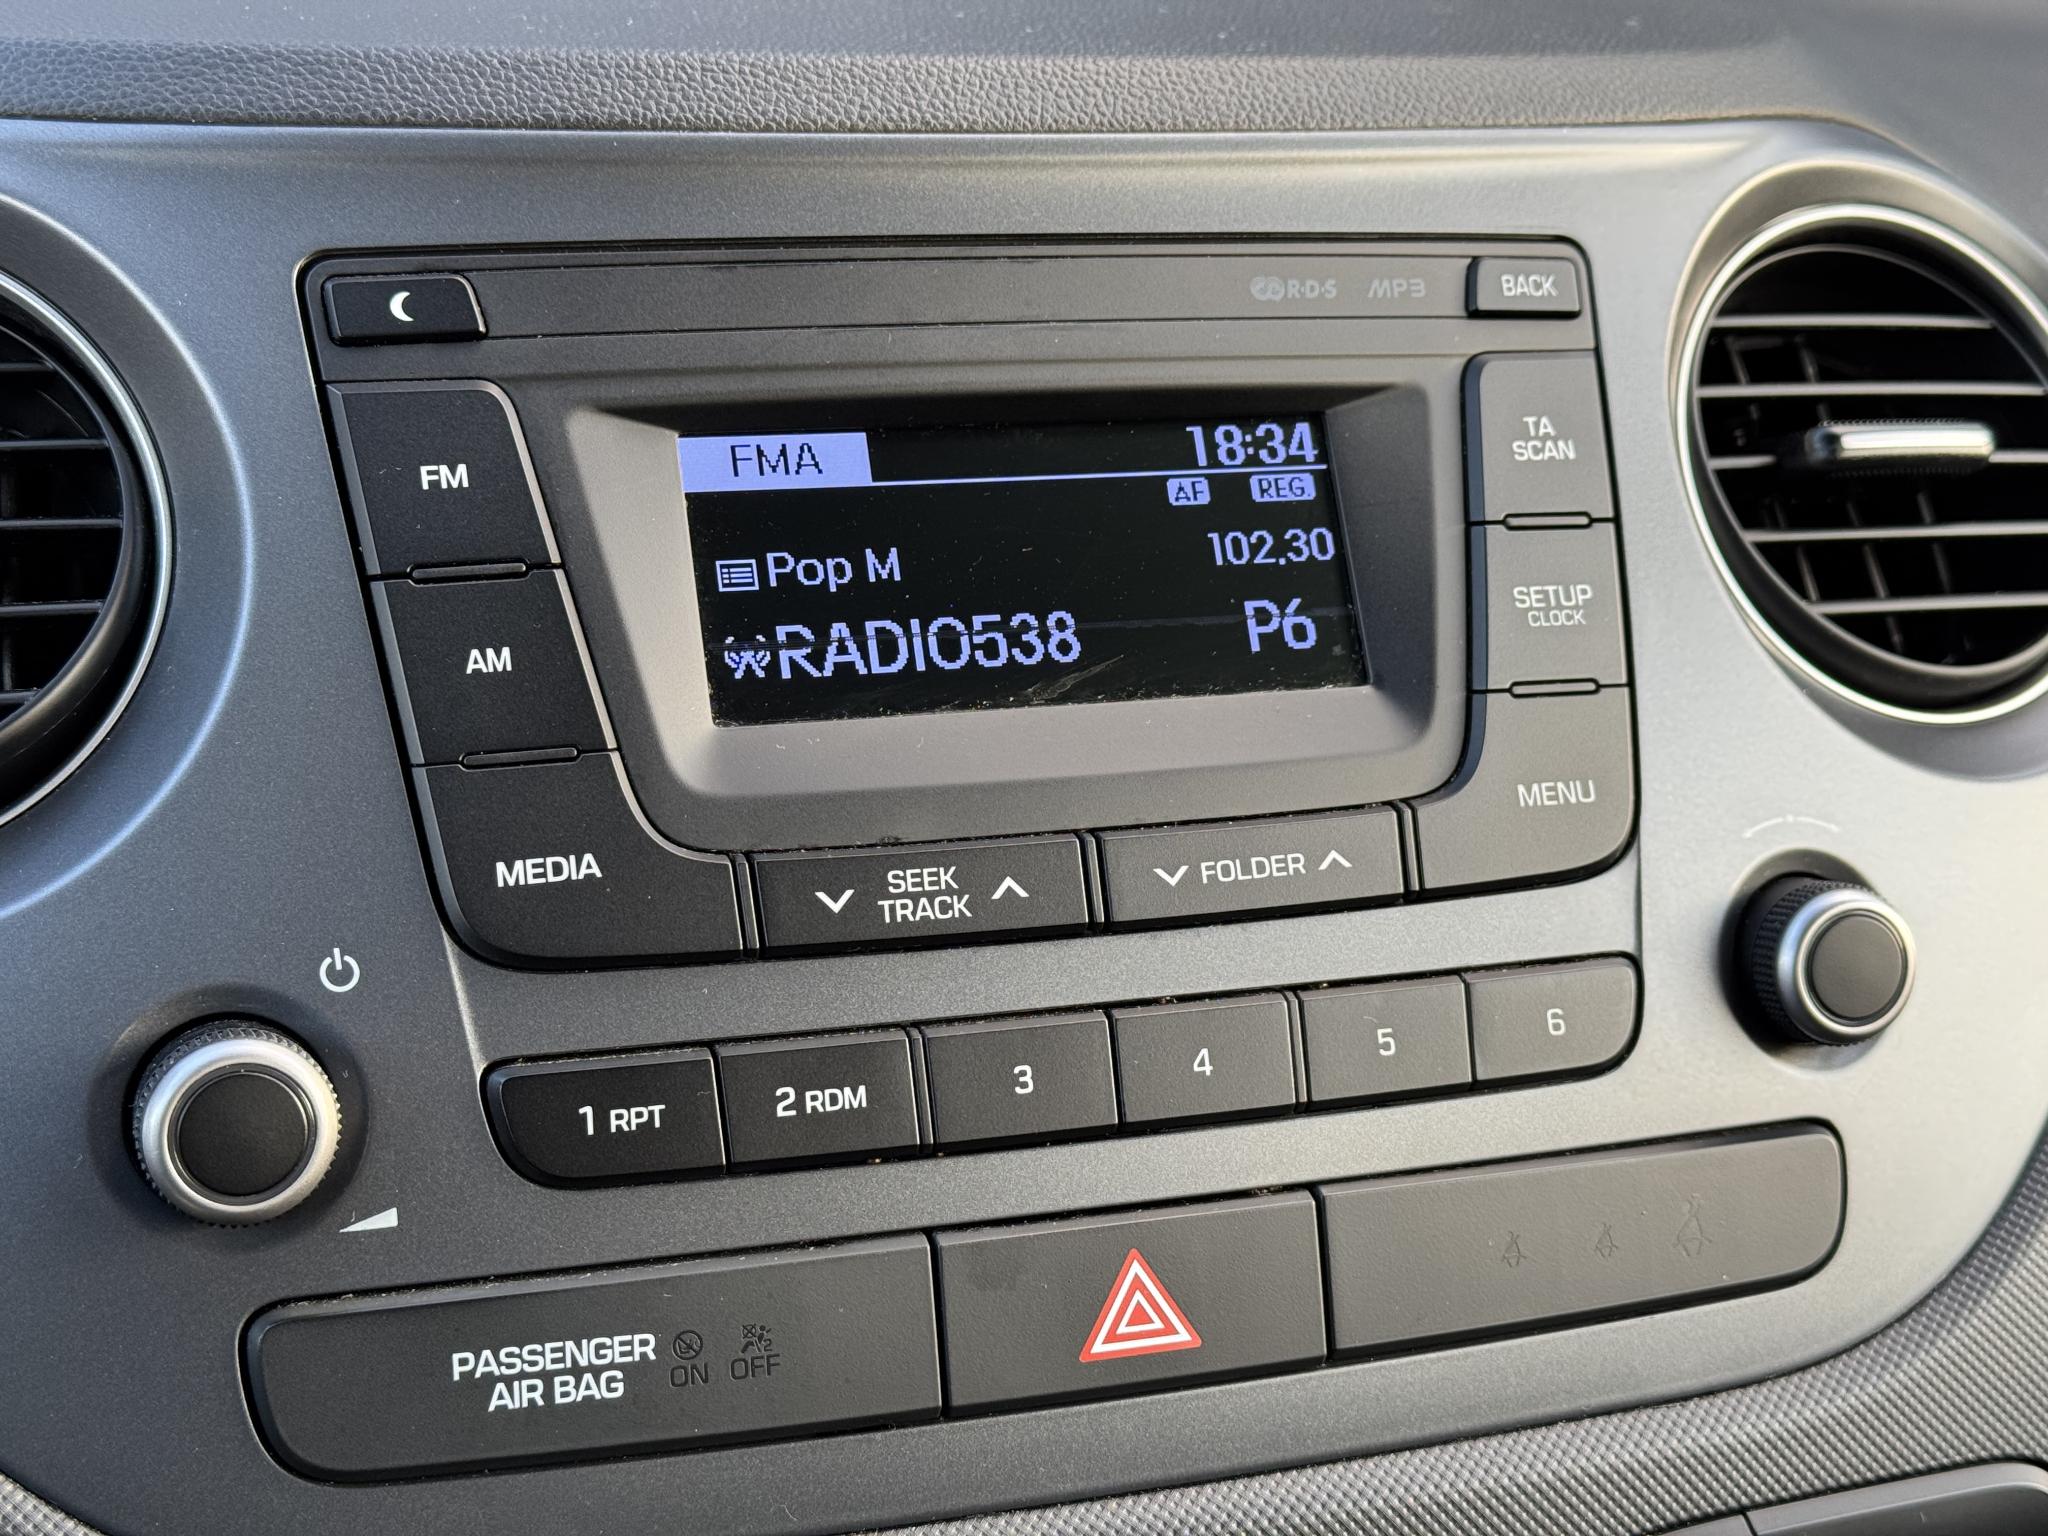 R·D·S MP3 BACK
FM
AM
MEDIA
FMA 18:34
AF REG.
Pop M 102.30
RADIO538 P6
TA
SCAN
SETUP
CLOCK
MENU
SEEK
TRACK
FOLDER
1 RPT 2 RDM 3 4 5 6
PASSENGER
AIR BAG
ON OFF